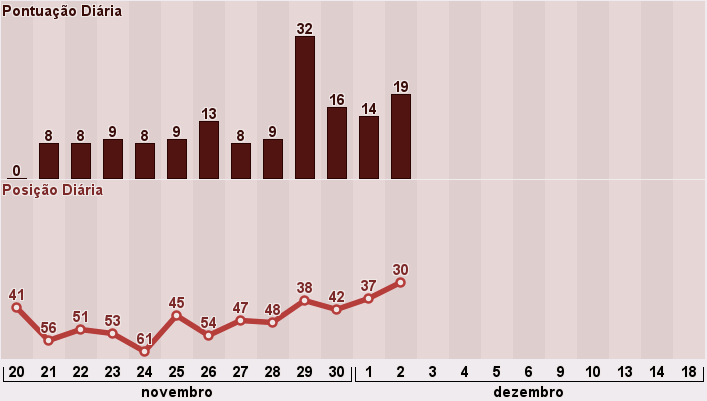 Pontuação Diária
0 8 8 9 8 9 13 8 9 32 16 14 19
Posição Diária
41 56 51 53 61 45 54 47 48 38 42 37 30
20 21 22 23 24 25 26 27 28 29 30 1 2 3 4 5 6 9 10 13 14 18
novembro dezembro